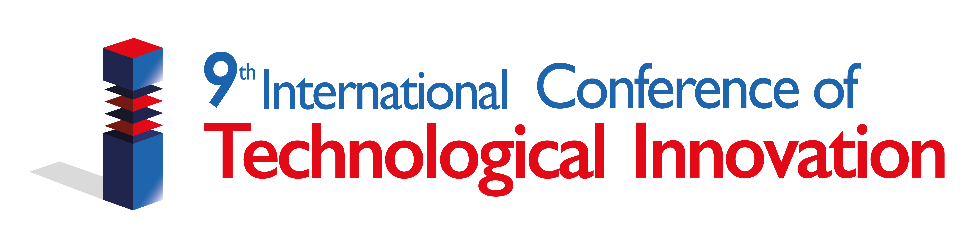 9th International Conference of
Technological Innovation